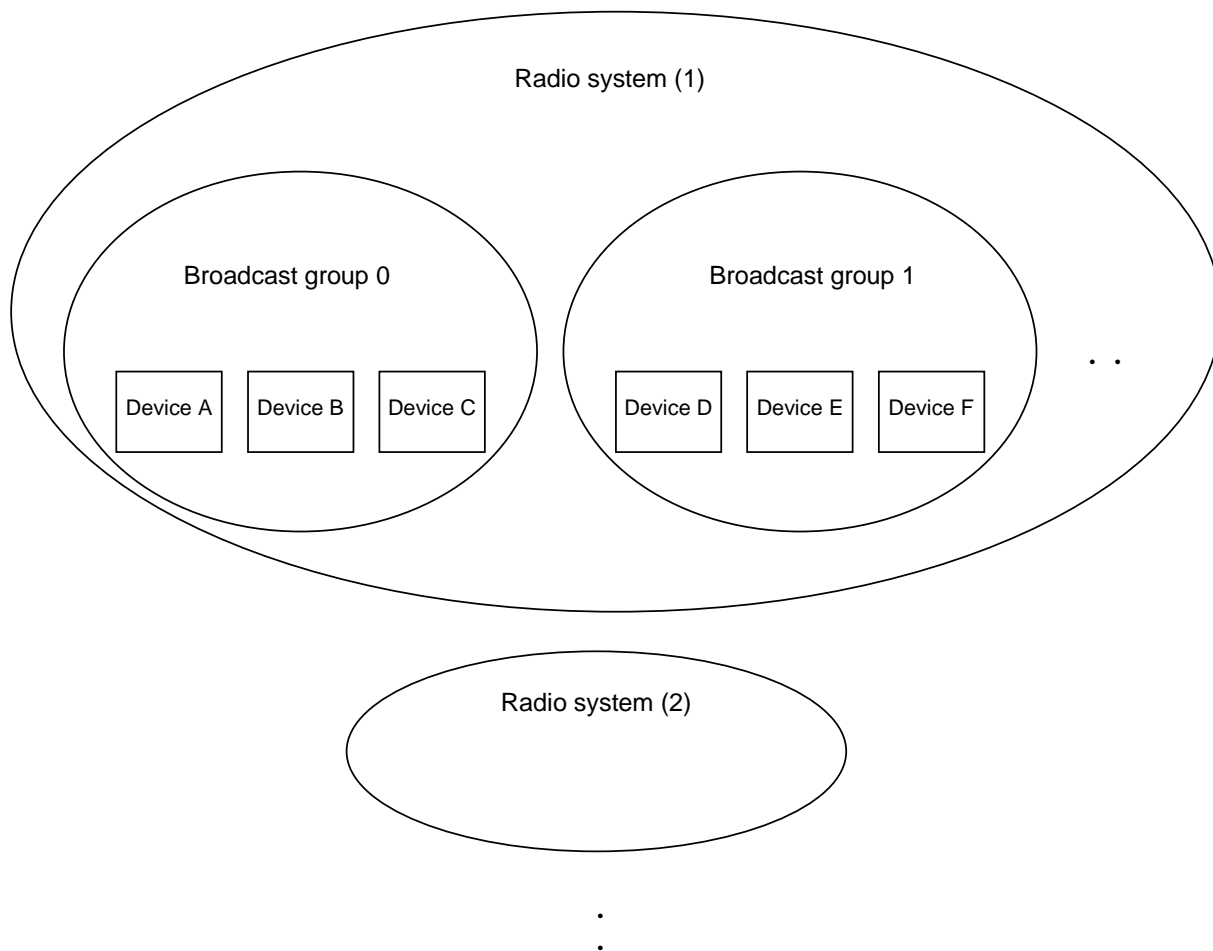 Radio system (1)
Broadcast group 0
Broadcast group 1
Device A
Device B
Device C
Device D
Device E
Device F
. .
Radio system (2)
.
.